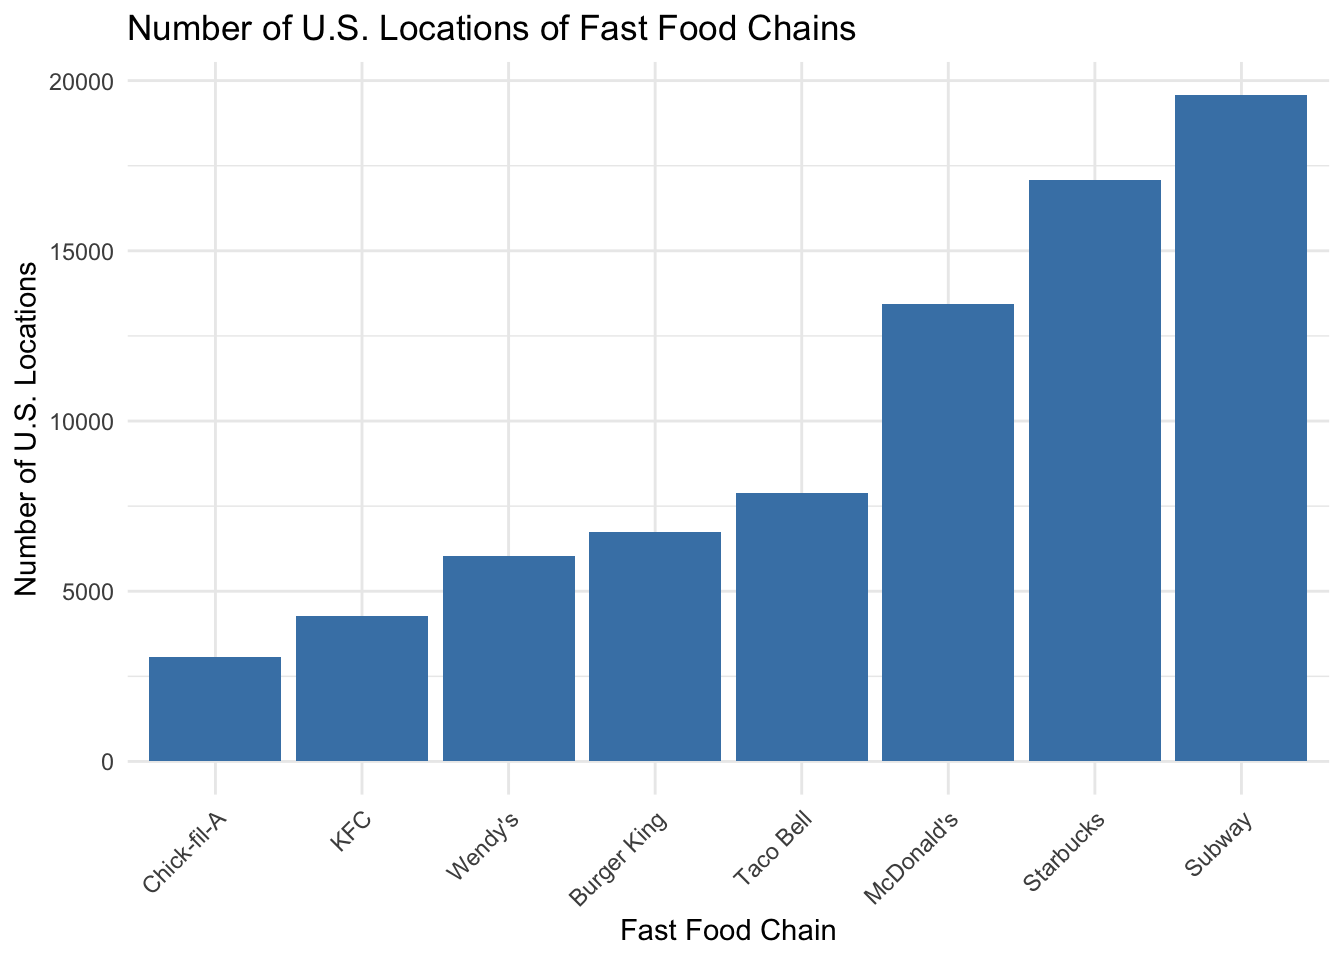 Number of U.S. Locations of Fast Food Chains
Number of U.S. Locations
20000
15000
10000
5000
0
Chick-fil-A
KFC
Wendy's
Burger King
Taco Bell
McDonald's
Starbucks
Subway
Fast Food Chain